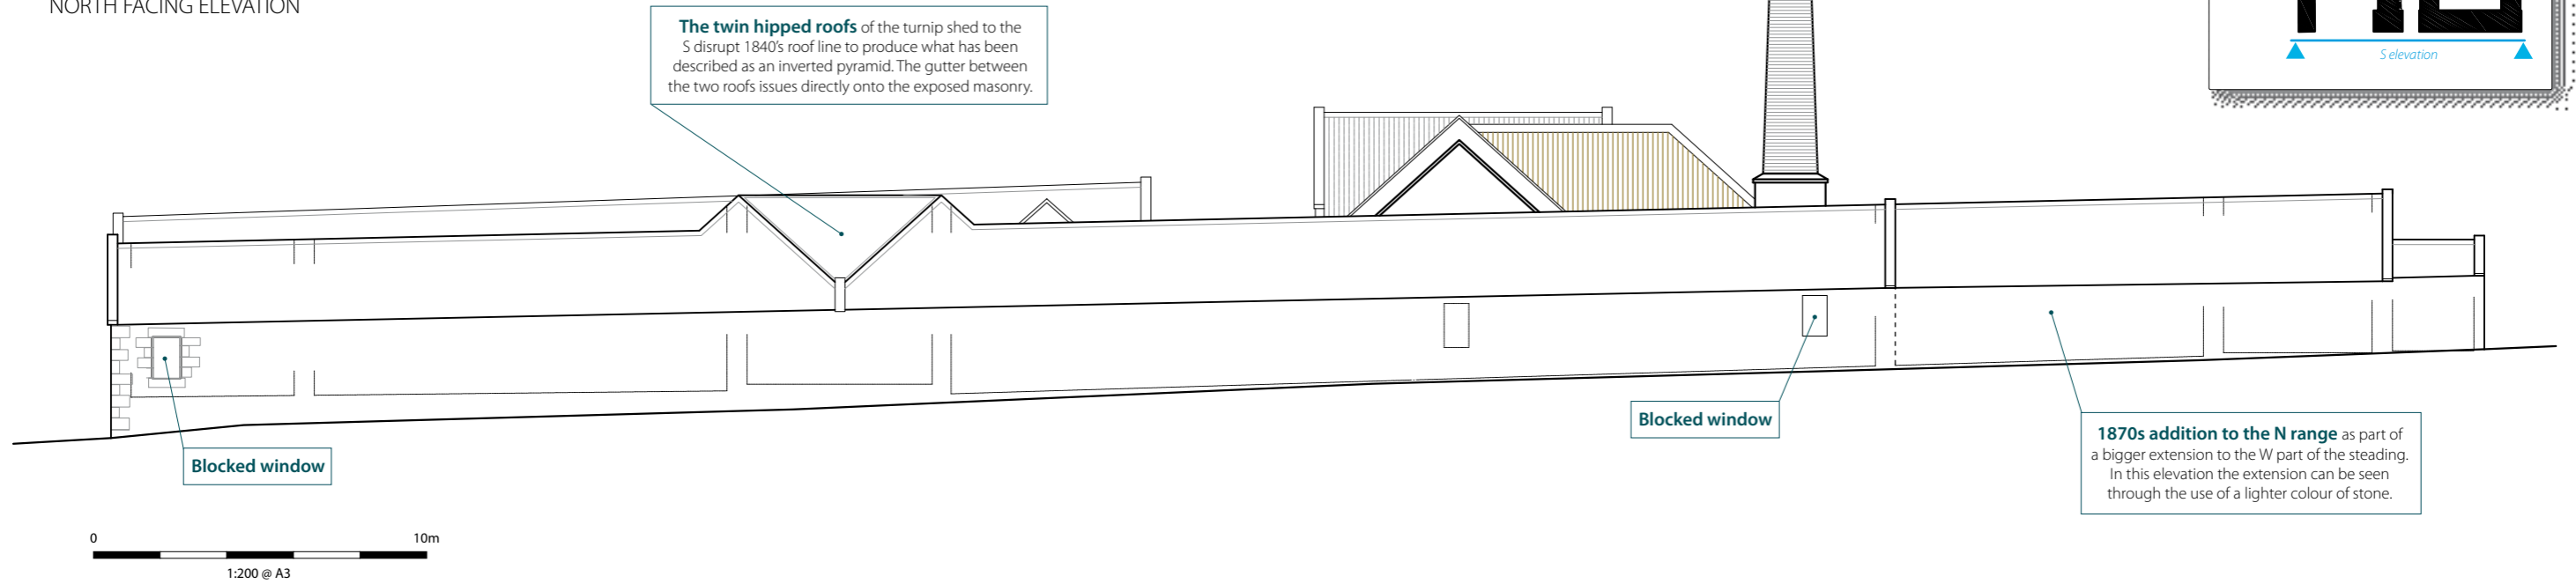 NORTH FACING ELEVATION
The twin hipped roofs of the turnip shed to the
S disrupt 1840's roof line to produce what has been
described as an inverted pyramid. The gutter between
the two roofs issues directly onto the exposed masonry.
S elevation
Blocked window
Blocked window
1870s addition to the N range as part of
a bigger extension to the W part of the steading.
In this elevation the extension can be seen
through the use of a lighter colour of stone.
0 10m
1:200 @ A3